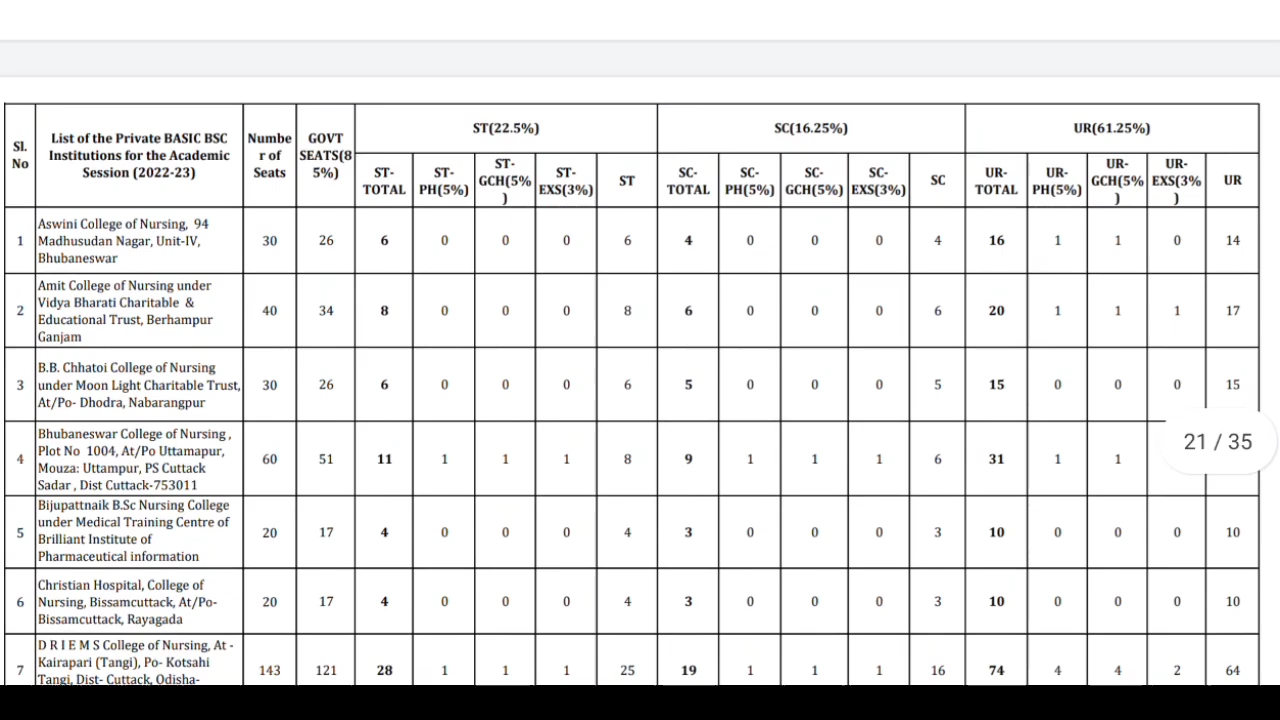 Sl. No | List of the Private BASIC BSC Institutions for the Academic Session (2022-23) | Number of Seats | GOVT SEATS(85%) | ST(22.5%) | SC(16.25%) | UR(61.25%)
ST-TOTAL | ST-PH(5%) | ST-GCH(5%) | ST-EXS(3%) | ST | SC-TOTAL | SC-PH(5%) | SC-GCH(5%) | SC-EXS(3%) | SC | UR-TOTAL | UR-PH(5%) | UR-GCH(5%) | UR-EXS(3%) | UR
1 | Aswini College of Nursing, 94 Madhusudan Nagar, Unit-IV, Bhubaneswar | 30 | 26 | 6 | 0 | 0 | 0 | 6 | 4 | 0 | 0 | 0 | 4 | 16 | 1 | 1 | 0 | 14
2 | Amit College of Nursing under Vidya Bharati Charitable & Educational Trust, Berhampur Ganjam | 40 | 34 | 8 | 0 | 0 | 0 | 8 | 6 | 0 | 0 | 0 | 6 | 20 | 1 | 1 | 1 | 17
3 | B.B. Chhatoi College of Nursing under Moon Light Charitable Trust, At/Po- Dhodra, Nabarangpur | 30 | 26 | 6 | 0 | 0 | 0 | 6 | 5 | 0 | 0 | 0 | 5 | 15 | 0 | 0 | 0 | 15
4 | Bhubaneswar College of Nursing , Plot No 1004, At/Po Uttamapur, Mouza: Uttampur, PS Cuttack Sadar , Dist Cuttack-753011 | 60 | 51 | 11 | 1 | 1 | 1 | 8 | 9 | 1 | 1 | 1 | 6 | 31 | 1 | 1
21 / 35
5 | Bijupattnaik B.Sc Nursing College under Medical Training Centre of Brilliant Institute of Pharmaceutical information | 20 | 17 | 4 | 0 | 0 | 0 | 4 | 3 | 0 | 0 | 0 | 3 | 10 | 0 | 0 | 0 | 10
6 | Christian Hospital, College of Nursing, Bissamcuttack, At/Po- Bissamcuttack, Rayagada | 20 | 17 | 4 | 0 | 0 | 0 | 4 | 3 | 0 | 0 | 0 | 3 | 10 | 0 | 0 | 0 | 10
7 | D R I E M S College of Nursing, At - Kairapari (Tangi), Po- Kotsahi Tangi, Dist- Cuttack, Odisha- | 143 | 121 | 28 | 1 | 1 | 1 | 25 | 19 | 1 | 1 | 1 | 16 | 74 | 4 | 4 | 2 | 64